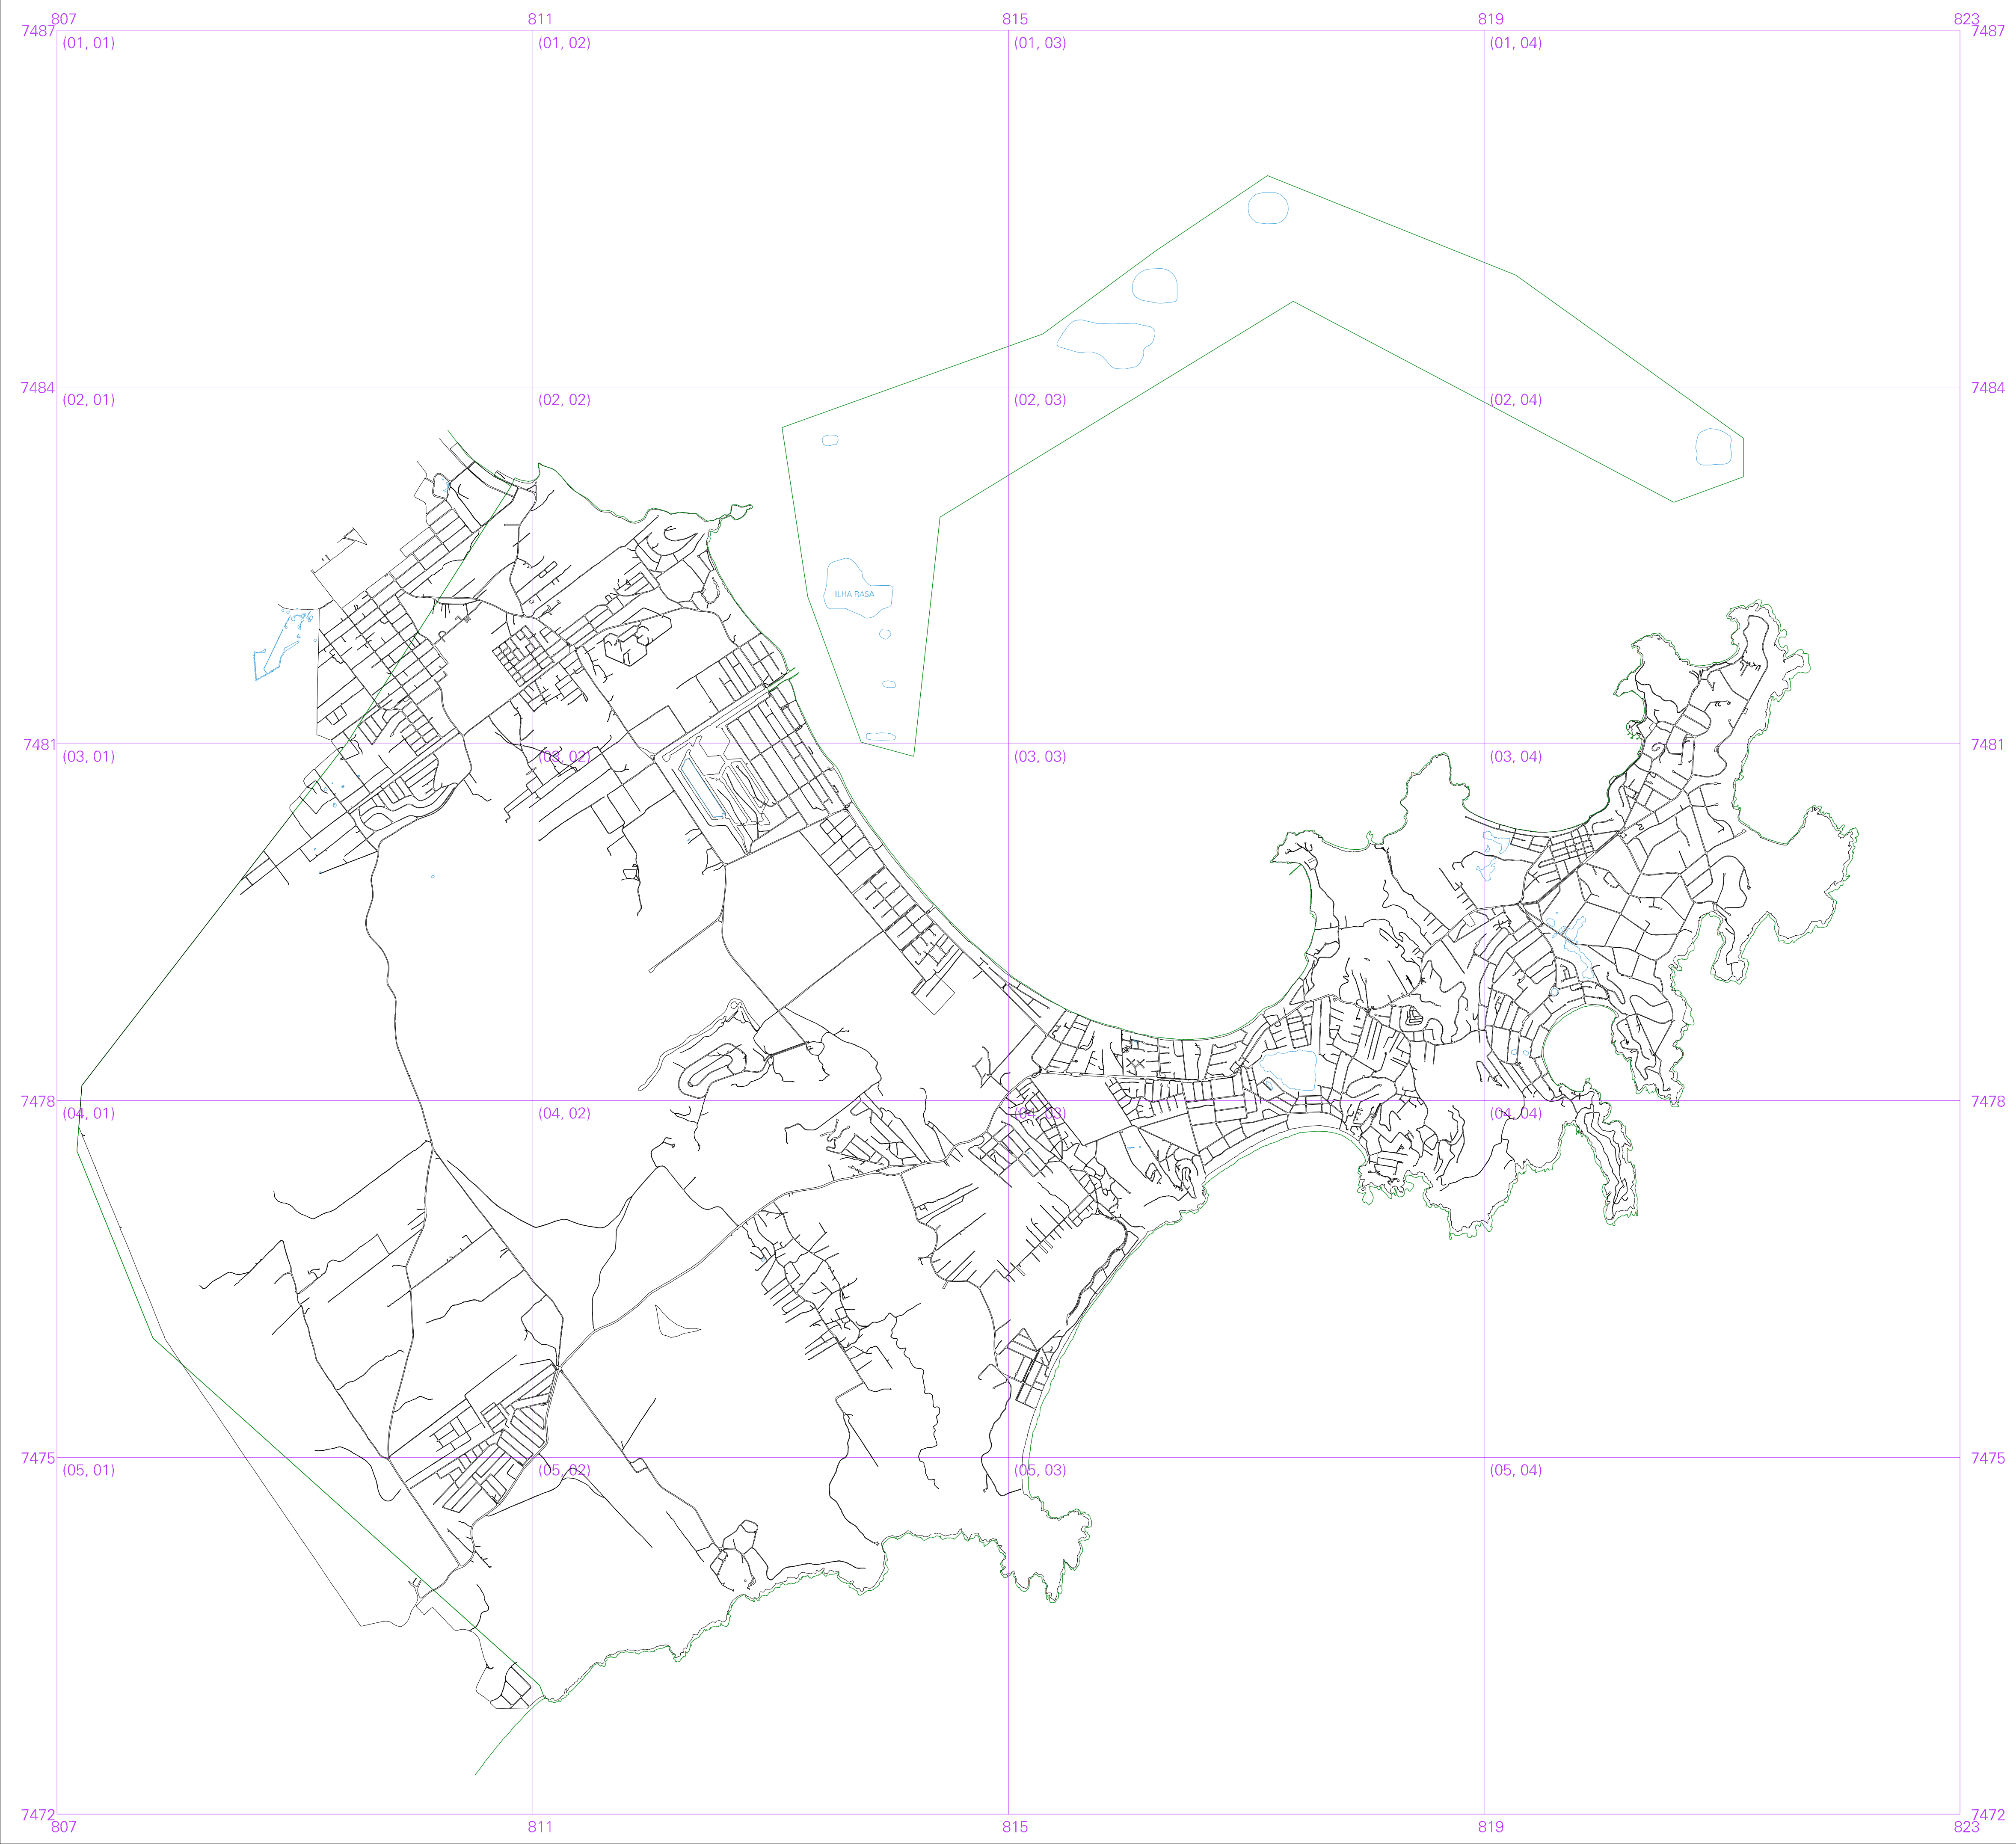 807 811 815 819 823
7487 7487
(01, 01) (01, 02) (01, 03) (01, 04)
7484 7484
(02, 01) (02, 02) (02, 03) (02, 04)
ILHA RASA
7481 7481
(03, 01) (03, 02) (03, 03) (03, 04)
7478 7478
(04, 01) (04, 02) (04, 03) (04, 04)
7475 7475
(05, 01) (05, 02) (05, 03) (05, 04)
7472 7472
807 811 815 819 823